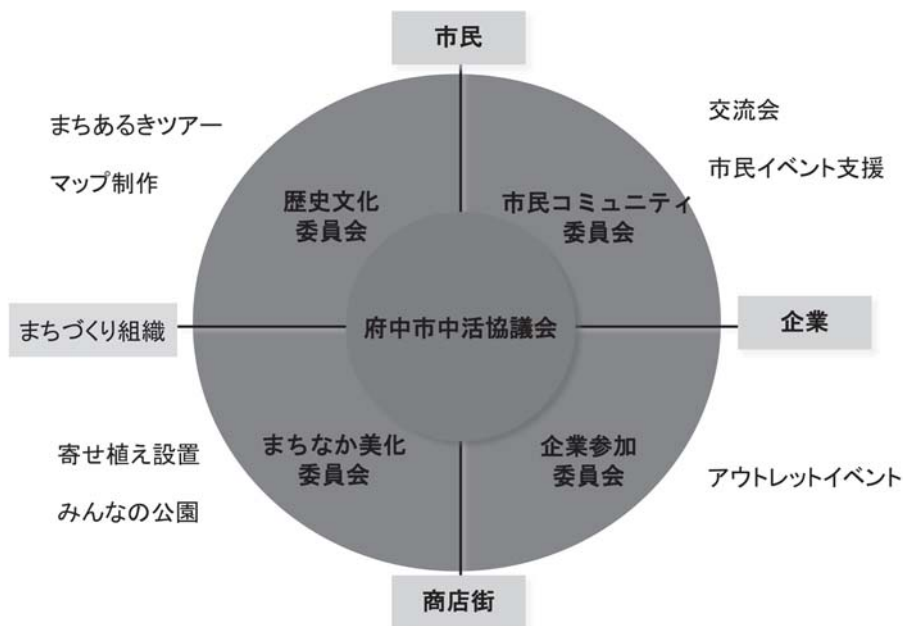 市民
まちあるきツアー
マップ制作
交流会
市民イベント支援
歴史文化
委員会
市民コミュニティ
委員会
まちづくり組織
府中市中活協議会
企業
寄せ植え設置
みんなの公園
まちなか美化
委員会
企業参加
委員会
アウトレットイベント
商店街